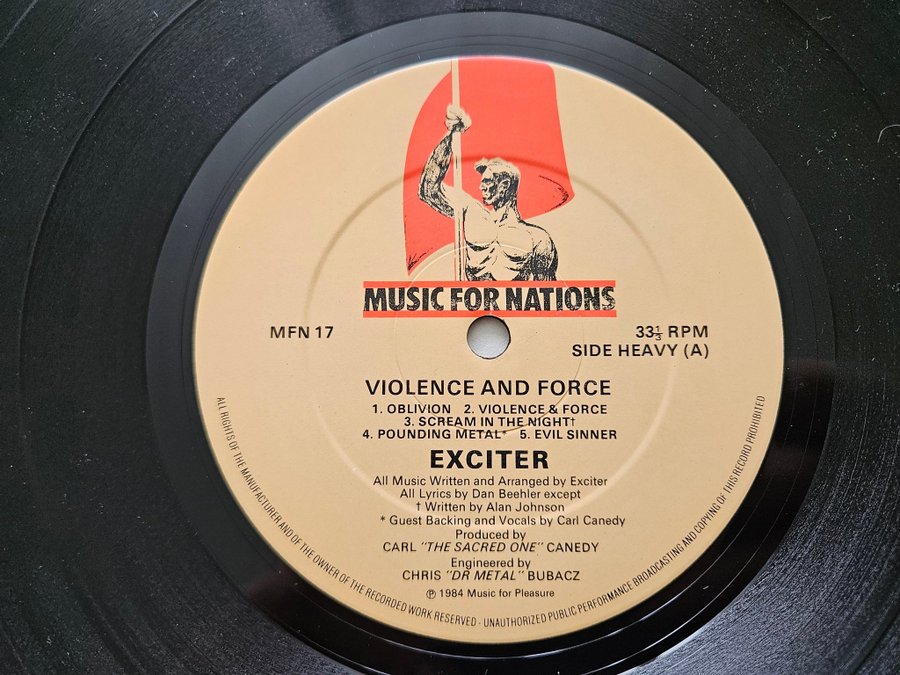 MUSIC FOR NATIONS
MFN 17
33⅓ RPM
SIDE HEAVY (A)
VIOLENCE AND FORCE
1. OBLIVION 2. VIOLENCE & FORCE
3. SCREAM IN THE NIGHT†
4. POUNDING METAL* 5. EVIL SINNER
EXCITER
All Music Written and Arranged by Exciter
All Lyrics by Dan Beehler except
† Written by Alan Johnson
* Guest Backing and Vocals by Carl Canedy
Produced by
CARL "THE SACRED ONE" CANEDY
Engineered by
CHRIS "DR METAL" BUBACZ
℗ 1984 Music for Pleasure
ALL RIGHTS OF THE MANUFACTURER AND OF THE OWNER OF THE RECORDED WORK RESERVED · UNAUTHORIZED PUBLIC PERFORMANCE BROADCASTING AND COPYING OF THIS RECORD PROHIBITED